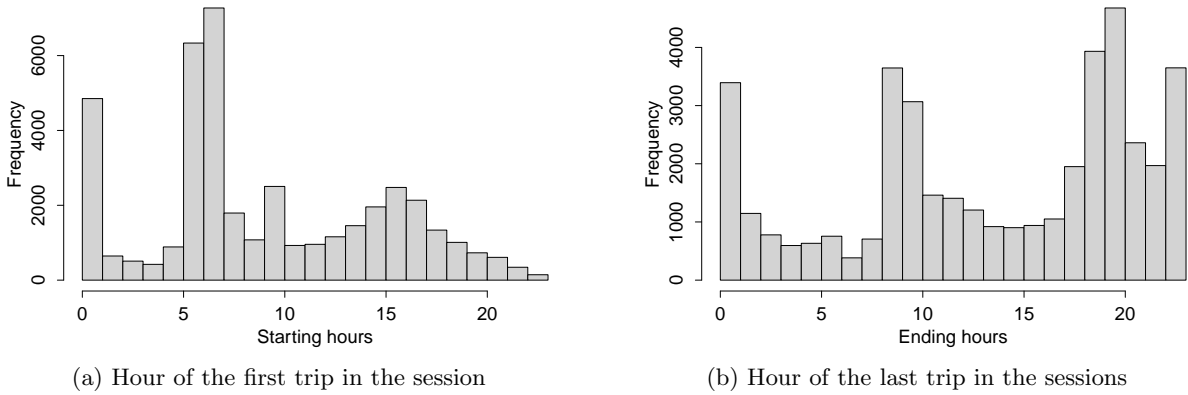 Frequency
0 2000 4000 6000
0 5 10 15 20
Starting hours
(a) Hour of the first trip in the session
Frequency
0 1000 2000 3000 4000
0 5 10 15 20
Ending hours
(b) Hour of the last trip in the sessions